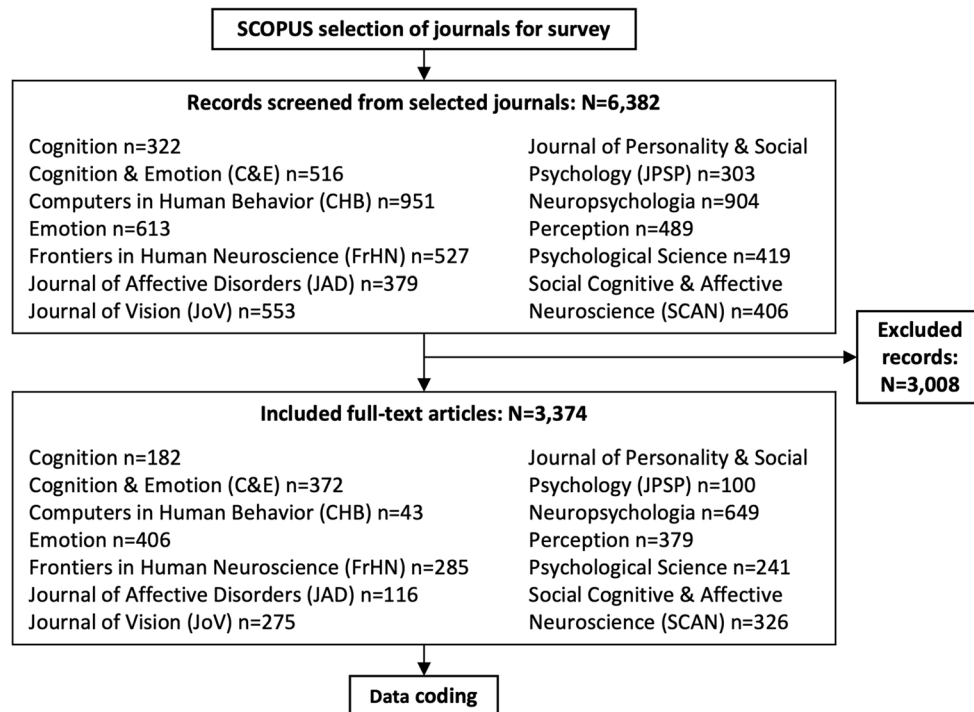 SCOPUS selection of journals for survey
Records screened from selected journals: N=6,382
Cognition n=322
Cognition & Emotion (C&E) n=516
Computers in Human Behavior (CHB) n=951
Emotion n=613
Frontiers in Human Neuroscience (FrHN) n=527
Journal of Affective Disorders (JAD) n=379
Journal of Vision (JoV) n=553
Journal of Personality & Social
Psychology (JPSP) n=303
Neuropsychologia n=904
Perception n=489
Psychological Science n=419
Social Cognitive & Affective
Neuroscience (SCAN) n=406
Excluded
records:
N=3,008
Included full-text articles: N=3,374
Cognition n=182
Cognition & Emotion (C&E) n=372
Computers in Human Behavior (CHB) n=43
Emotion n=406
Frontiers in Human Neuroscience (FrHN) n=285
Journal of Affective Disorders (JAD) n=116
Journal of Vision (JoV) n=275
Journal of Personality & Social
Psychology (JPSP) n=100
Neuropsychologia n=649
Perception n=379
Psychological Science n=241
Social Cognitive & Affective
Neuroscience (SCAN) n=326
Data coding